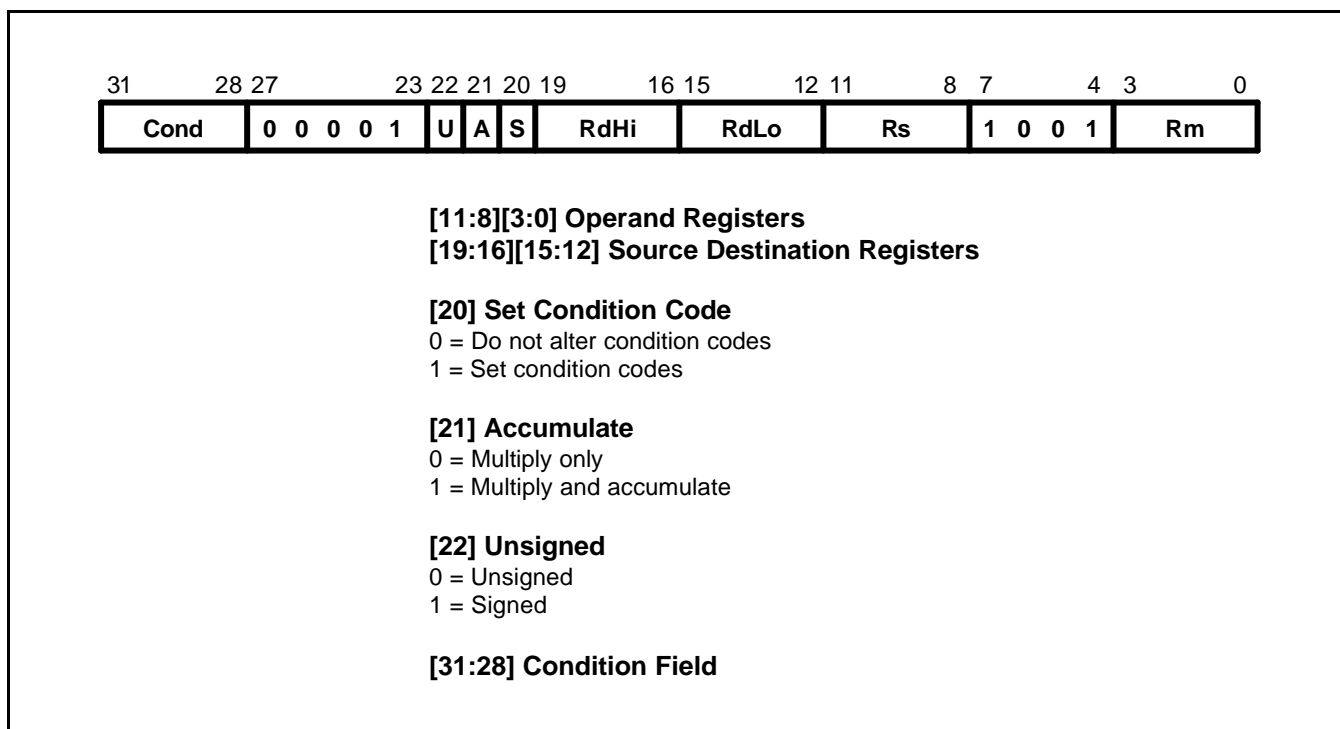 31 28 27 23 22 21 20 19 16 15 12 11 8 7 4 3 0
Cond 0 0 0 0 1 U A S RdHi RdLo Rs 1 0 0 1 Rm
[11:8][3:0] Operand Registers
[19:16][15:12] Source Destination Registers
[20] Set Condition Code
0 = Do not alter condition codes
1 = Set condition codes
[21] Accumulate
0 = Multiply only
1 = Multiply and accumulate
[22] Unsigned
0 = Unsigned
1 = Signed
[31:28] Condition Field